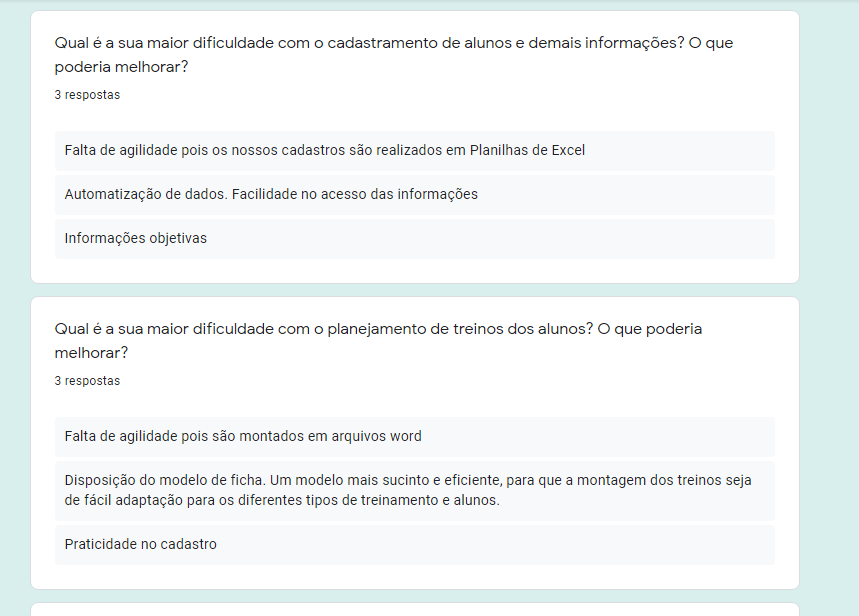 Qual é a sua maior dificuldade com o cadastramento de alunos e demais informações? O que
poderia melhorar?
3 respostas
Falta de agilidade pois os nossos cadastros são realizados em Planilhas de Excel
Automatização de dados. Facilidade no acesso das informações
Informações objetivas
Qual é a sua maior dificuldade com o planejamento de treinos dos alunos? O que poderia
melhorar?
3 respostas
Falta de agilidade pois são montados em arquivos word
Disposição do modelo de ficha. Um modelo mais sucinto e eficiente, para que a montagem dos treinos seja
de fácil adaptação para os diferentes tipos de treinamento e alunos.
Praticidade no cadastro